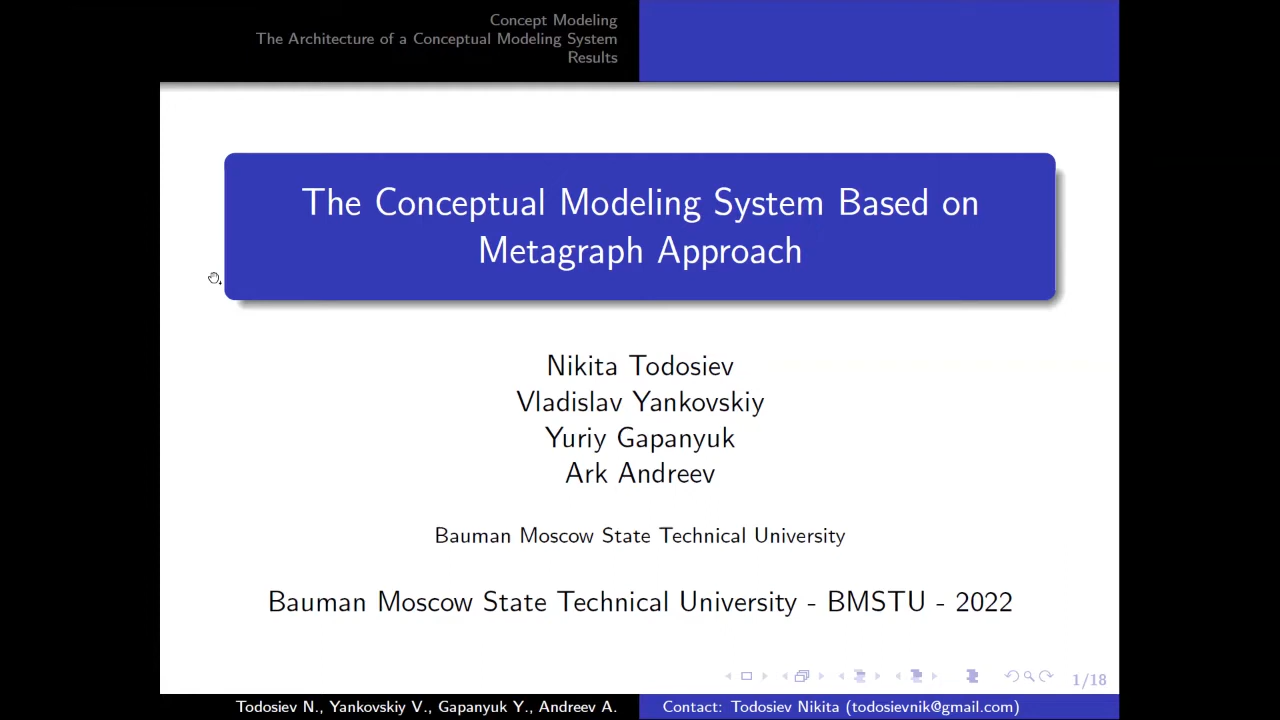 Concept Modeling
The Architecture of a Conceptual Modeling System
Results
The Conceptual Modeling System Based on
Metagraph Approach
Nikita Todosiev
Vladislav Yankovskiy
Yuriy Gapanyuk
Ark Andreev
Bauman Moscow State Technical University
Bauman Moscow State Technical University - BMSTU - 2022
1/18
Todosiev N., Yankovskiy V., Gapanyuk Y., Andreev A.
Contact: Todosiev Nikita (todosievnik@gmail.com)